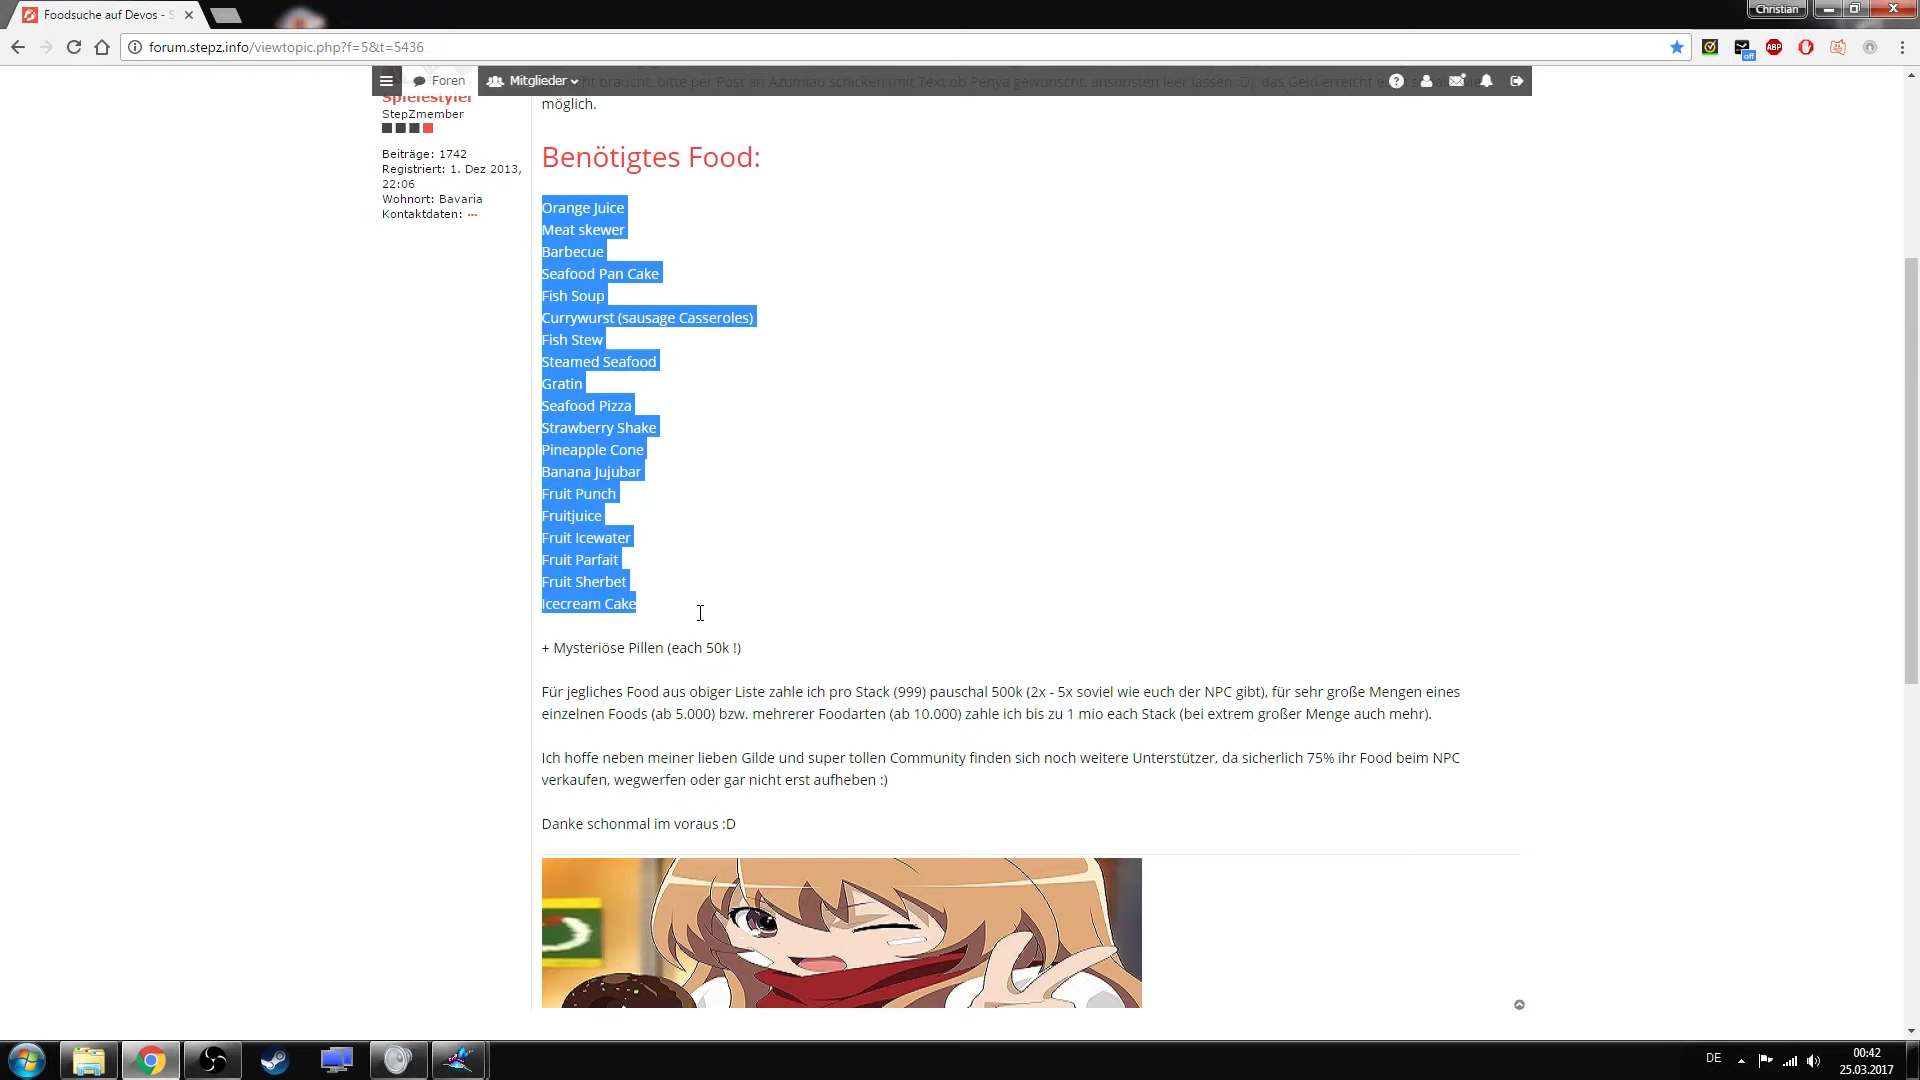 Foodsuche auf Devos - S
Christian
forum.stepz.info/viewtopic.php?f=5&t=5436
off
ABP
Foren
Mitglieder
braucht, bitte per Post an
schicken (mit Text ob Penya gewünscht, ansonsten leer lassen :D), das Geld erreicht
möglich.
Spielestyler
StepZmember
Beiträge: 1742
Registriert: 1. Dez 2013,
22:06
Wohnort: Bavaria
Kontaktdaten:
Benötigtes Food:
Orange Juice
Meat skewer
Barbecue
Seafood Pan Cake
Fish Soup
Currywurst (sausage Casseroles)
Fish Stew
Steamed Seafood
Gratin
Seafood Pizza
Strawberry Shake
Pineapple Cone
Banana Jujubar
Fruit Punch
Fruitjuice
Fruit Icewater
Fruit Parfait
Fruit Sherbet
Icecream Cake
+ Mysteriöse Pillen (each 50k !)
Für jegliches Food aus obiger Liste zahle ich pro Stack (999) pauschal 500k (2x - 5x soviel wie euch der NPC gibt), für sehr große Mengen eines
einzelnen Foods (ab 5.000) bzw. mehrerer Foodarten (ab 10.000) zahle ich bis zu 1 mio each Stack (bei extrem großer Menge auch mehr).
Ich hoffe neben meiner lieben Gilde und super tollen Community finden sich noch weitere Unterstützer, da sicherlich 75% ihr Food beim NPC
verkaufen, wegwerfen oder gar nicht erst aufheben :)
Danke schonmal im voraus :D
DE
00:42
25.03.2017